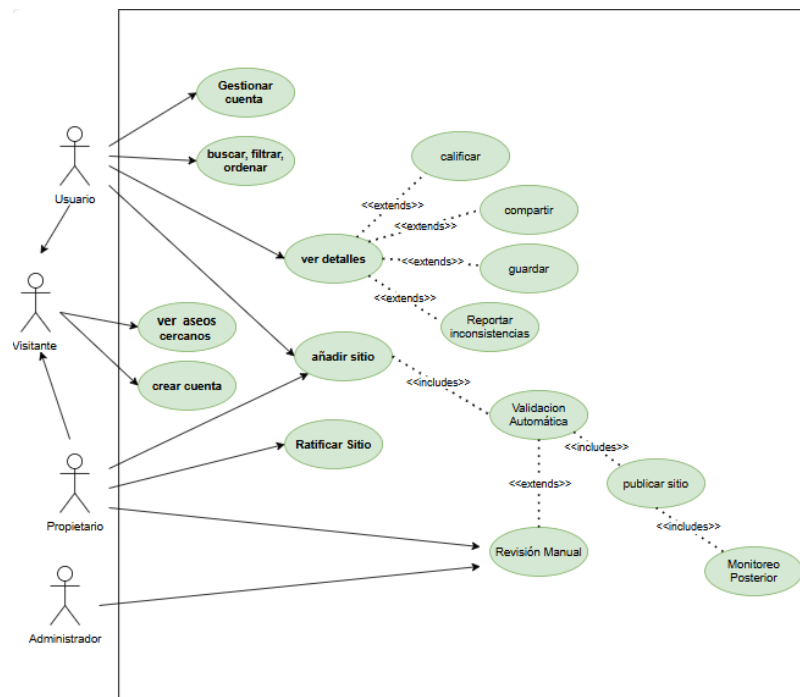 Gestionar
cuenta
buscar, filtrar,
ordenar
Usuario
calificar
<<extends>>
compartir
<<extends>>
ver detalles
<<extends>>
guardar
<<extends>>
Reportar
inconsistencias
Visitante
ver aseos
cercanos
crear cuenta
añadir sitio
<<includes>>
Validacion
Automática
Ratificar Sitio
<<includes>>
<<extends>>
publicar sitio
Propietario
<<includes>>
Revisión Manual
Monitoreo
Posterior
Administrador